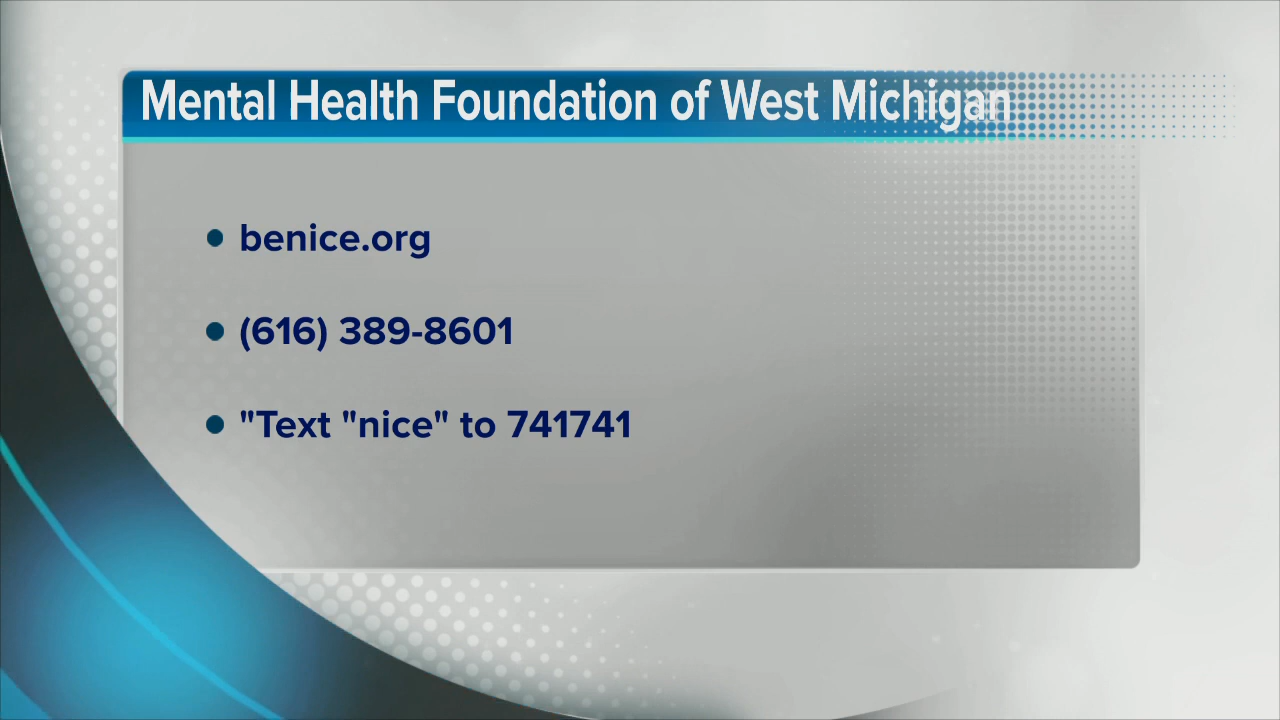 Mental Health Foundation of West Michigan
• benice.org
• (616) 389-8601
• "Text "nice" to 741741